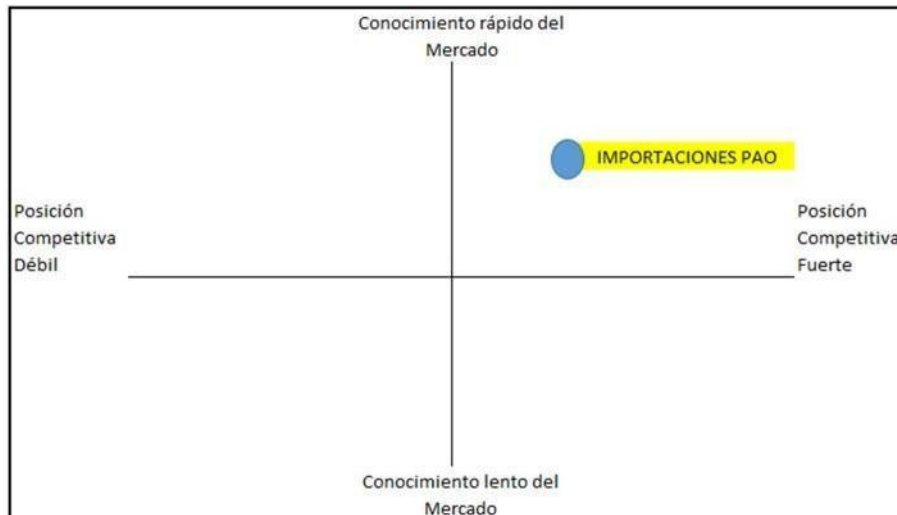 Conocimiento rápido del
Mercado
IMPORTACIONES PAO
Posición
Competitiva
Débil
Posición
Competitiva
Fuerte
Conocimiento lento del
Mercado